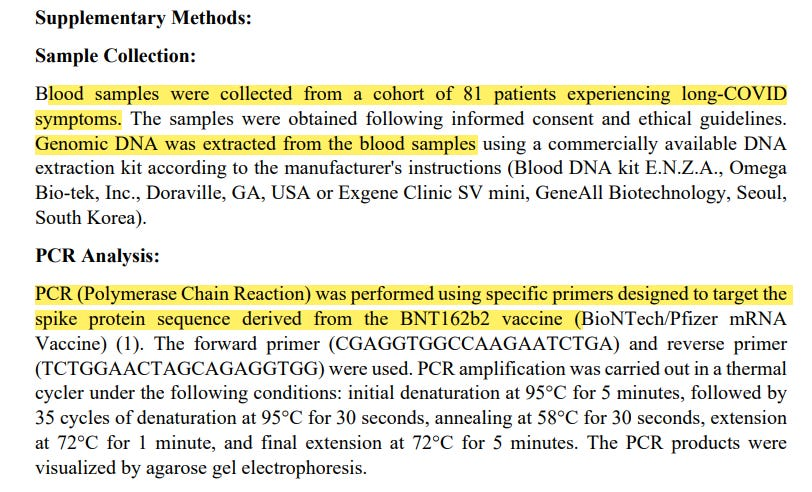 Supplementary Methods:
Sample Collection:
Blood samples were collected from a cohort of 81 patients experiencing long-COVID
symptoms. The samples were obtained following informed consent and ethical guidelines.
Genomic DNA was extracted from the blood samples using a commercially available DNA
extraction kit according to the manufacturer's instructions (Blood DNA kit E.N.Z.A., Omega
Bio-tek, Inc., Doraville, GA, USA or Exgene Clinic SV mini, GeneAll Biotechnology, Seoul,
South Korea).
PCR Analysis:
PCR (Polymerase Chain Reaction) was performed using specific primers designed to target the
spike protein sequence derived from the BNT162b2 vaccine (BioNTech/Pfizer mRNA
Vaccine) (1). The forward primer (CGAGGTGGCCAAGAATCTGA) and reverse primer
(TCTGGAACTAGCAGAGGTGG) were used. PCR amplification was carried out in a thermal
cycler under the following conditions: initial denaturation at 95°C for 5 minutes, followed by
35 cycles of denaturation at 95°C for 30 seconds, annealing at 58°C for 30 seconds, extension
at 72°C for 1 minute, and final extension at 72°C for 5 minutes. The PCR products were
visualized by agarose gel electrophoresis.